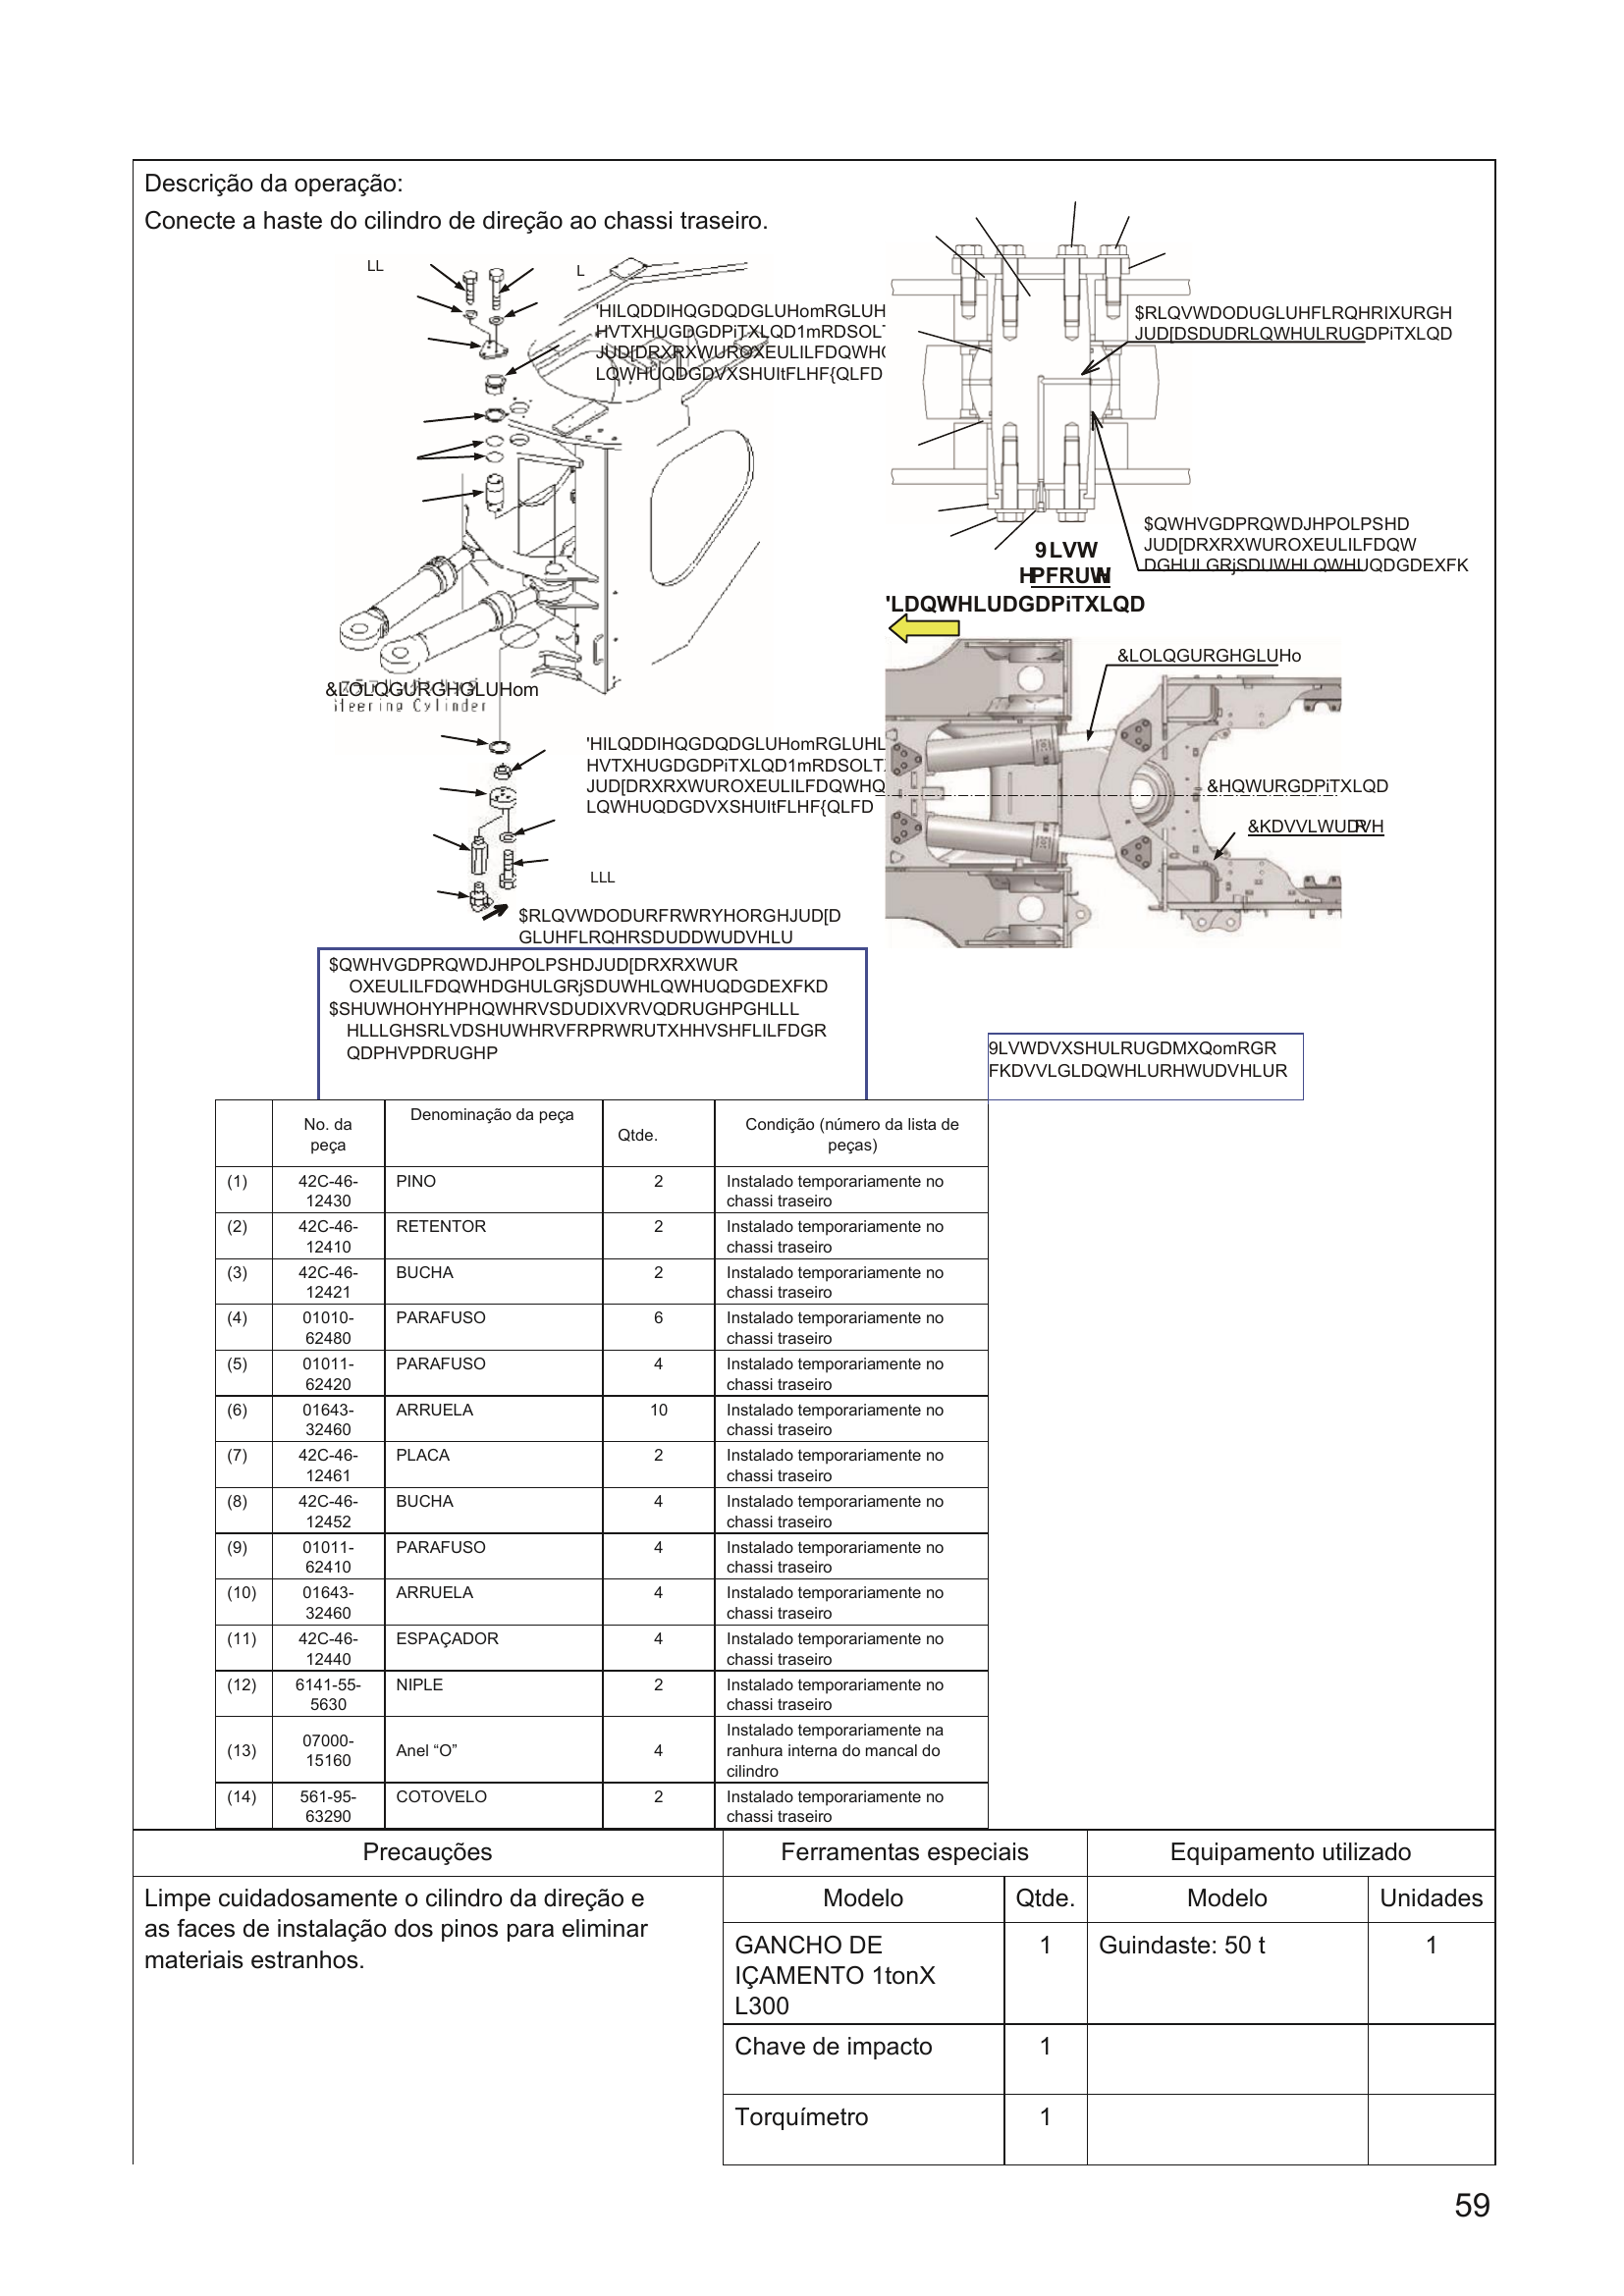 Descrição da operação:
Conecte a haste do cilindro de direção ao chassi traseiro.
LL
L
'HILQDDIHQGDQDGLUHomRGLUH
HVTXHUGDGDPiTXLQD1mRDSOL
JUD[DRXRXWUROXEULILFDQWH
LQWHUQDGDVXSHUItFLHF{QLFD
$RLQVWDODUGLUHFLRQHRIXURGH
JUD[DSDUDRLQWHULRUGDPiTXLQD
$QWHVGDPRQWDJHPOLPSHD
JUD[DRXRXWUROXEULILFDQW
DGHULGRjSDUWHLQWHUQDGDEXFK
9LVW
HPFRUW
'LDQWHLUDGDPiTXLQD
&LOLQGURGHGLUHo
&LOLQGURGHGLUHom
iteering Cylinder
'HILQDDIHQGDQDGLUHomRGLUHL
HVTXHUGDGDPiTXLQD1mRDSOLT
JUD[DRXRXWUROXEULILFDQWHQ
LQWHUQDGDVXSHUItFLHF{QLFD
&HQWURGDPiTXLQD
&KDVVLWUDVH
LLL
$RLQVWDODURFRWRYHORGHJUD[D
GLUHFLRQHRSDUDDWUDVHLU
$QWHVGDPRQWDJHPOLPSHDJUD[DRXRXWUR
OXEULILFDQWHDGHULGRjSDUWHLQWHUQDGDEXFKD
$SHUWHOHYHPHQWHRVSDUDIXVRVQDRUGHPGHLLL
HLLLGHSRLVDSHUWHRVFRPRWRUTXHHVSHFLILFDGR
QDPHVPDRUGHP
9LVWDVXSHULRUGDMXQomRGR
FKDVVLGLDQWHLURHWUDVHLUR
No. da peça Denominação da peça Qtde. Condição (número da lista de peças)
(1) 42C-46-12430 PINO 2 Instalado temporariamente no chassi traseiro
(2) 42C-46-12410 RETENTOR 2 Instalado temporariamente no chassi traseiro
(3) 42C-46-12421 BUCHA 2 Instalado temporariamente no chassi traseiro
(4) 01010-62480 PARAFUSO 6 Instalado temporariamente no chassi traseiro
(5) 01011-62420 PARAFUSO 4 Instalado temporariamente no chassi traseiro
(6) 01643-32460 ARRUELA 10 Instalado temporariamente no chassi traseiro
(7) 42C-46-12461 PLACA 2 Instalado temporariamente no chassi traseiro
(8) 42C-46-12452 BUCHA 4 Instalado temporariamente no chassi traseiro
(9) 01011-62410 PARAFUSO 4 Instalado temporariamente no chassi traseiro
(10) 01643-32460 ARRUELA 4 Instalado temporariamente no chassi traseiro
(11) 42C-46-12440 ESPAÇADOR 4 Instalado temporariamente no chassi traseiro
(12) 6141-55-5630 NIPLE 2 Instalado temporariamente no chassi traseiro
(13) 07000-15160 Anel “O” 4 Instalado temporariamente na ranhura interna do mancal do cilindro
(14) 561-95-63290 COTOVELO 2 Instalado temporariamente no chassi traseiro
Precauções Ferramentas especiais Equipamento utilizado
Limpe cuidadosamente o cilindro da direção e
as faces de instalação dos pinos para eliminar
materiais estranhos.
Modelo Qtde. Modelo Unidades
GANCHO DE IÇAMENTO 1tonX L300 1 Guindaste: 50 t 1
Chave de impacto 1
Torquímetro 1
59